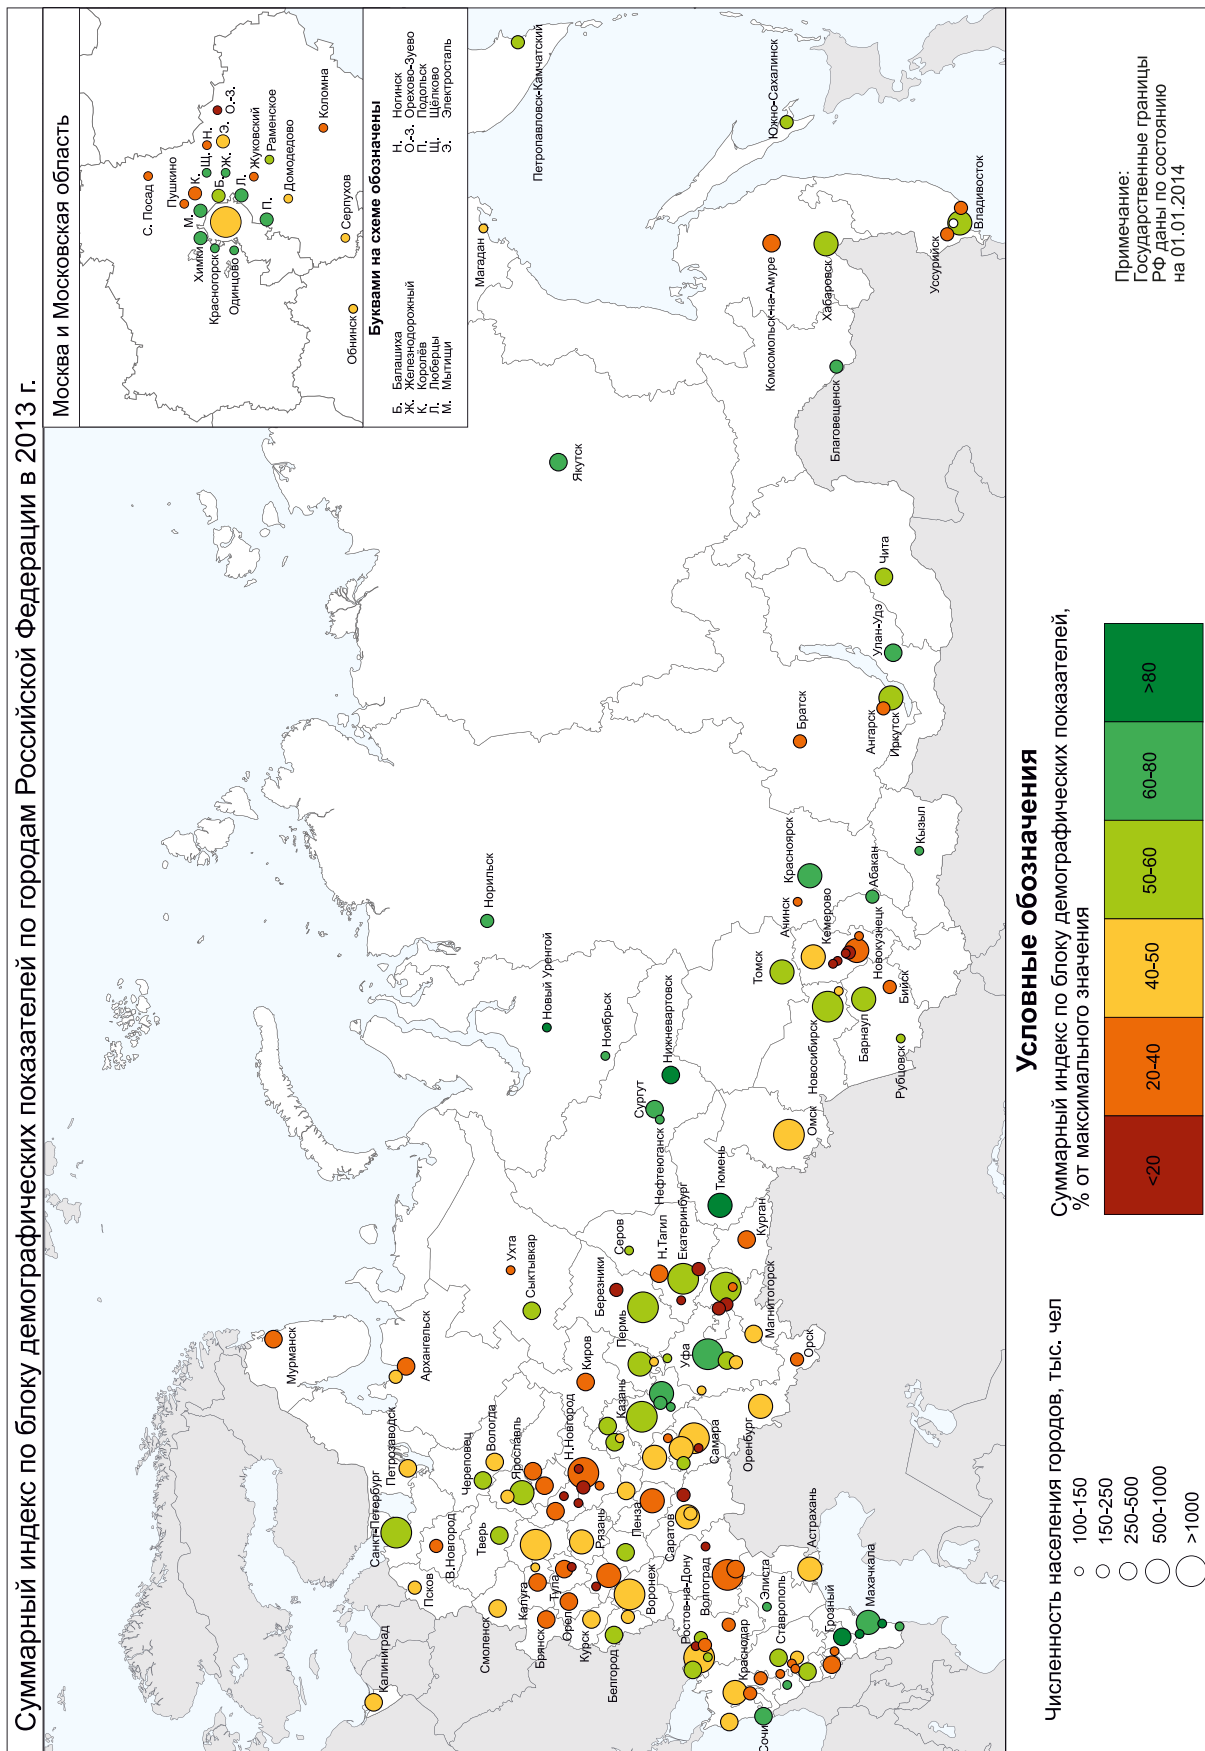 Суммарный индекс по блоку демографических показателей по городам Российской Федерации в 2013 г.
Москва и Московская область
С. Посад
Пушкино
К.
Щ.
Н.
О.-З.
М.
Б.
Э.
Ж.
Химки
Красногорск
Одинцово
Л.
П.
Жуковский
Раменское
Домодедово
Коломна
Серпухов
Обнинск
Буквами на схеме обозначены
Б. Балашиха
Ж. Железнодорожный
К. Королёв
Л. Люберцы
М. Мытищи
Н. Ногинск
О.-З. Орехово-Зуево
П. Подольск
Щ. Щёлково
Э. Электросталь
Петропавловск-Камчатский
Магадан
Южно-Сахалинск
Комсомольск-на-Амуре
Хабаровск
Уссурийск
Владивосток
Благовещенск
Якутск
Чита
Улан-Удэ
Иркутск
Ангарск
Братск
Кызыл
Абакан
Красноярск
Ачинск
Кемерово
Новокузнецк
Томск
Бийск
Барнаул
Новосибирск
Рубцовск
Норильск
Новый Уренгой
Ноябрьск
Нижневартовск
Сургут
Нефтеюганск
Омск
Тюмень
Курган
Екатеринбург
Н.Тагил
Серов
Березники
Пермь
Магнитогорск
Орск
Уфа
Оренбург
Самара
Казань
Киров
Н.Новгород
Ухта
Сыктывкар
Мурманск
Архангельск
Петрозаводск
Вологда
Череповец
Ярославль
Санкт-Петербург
В.Новгород
Псков
Тверь
Смоленск
Калининград
Калуга
Тула
Рязань
Брянск
Орел
Курск
Белгород
Воронеж
Пенза
Саратов
Волгоград
Ростов-на-Дону
Астрахань
Элиста
Ставрополь
Краснодар
Сочи
Грозный
Махачкала
Примечание:
Государственные границы
РФ даны по состоянию
на 01.01.2014
Условные обозначения
Численность населения городов, тыс. чел
100-150
150-250
250-500
500-1000
>1000
Суммарный индекс по блоку демографических показателей,
% от максимального значения
<20
20-40
40-50
50-60
60-80
>80